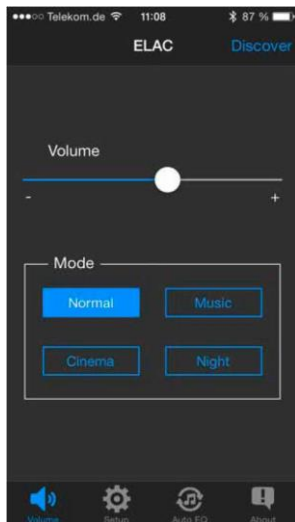 Telekom.de 11:08 87 %
ELAC Discover
Volume
- +
Mode
Normal Music
Cinema Night
Volume Setup Auto EQ About